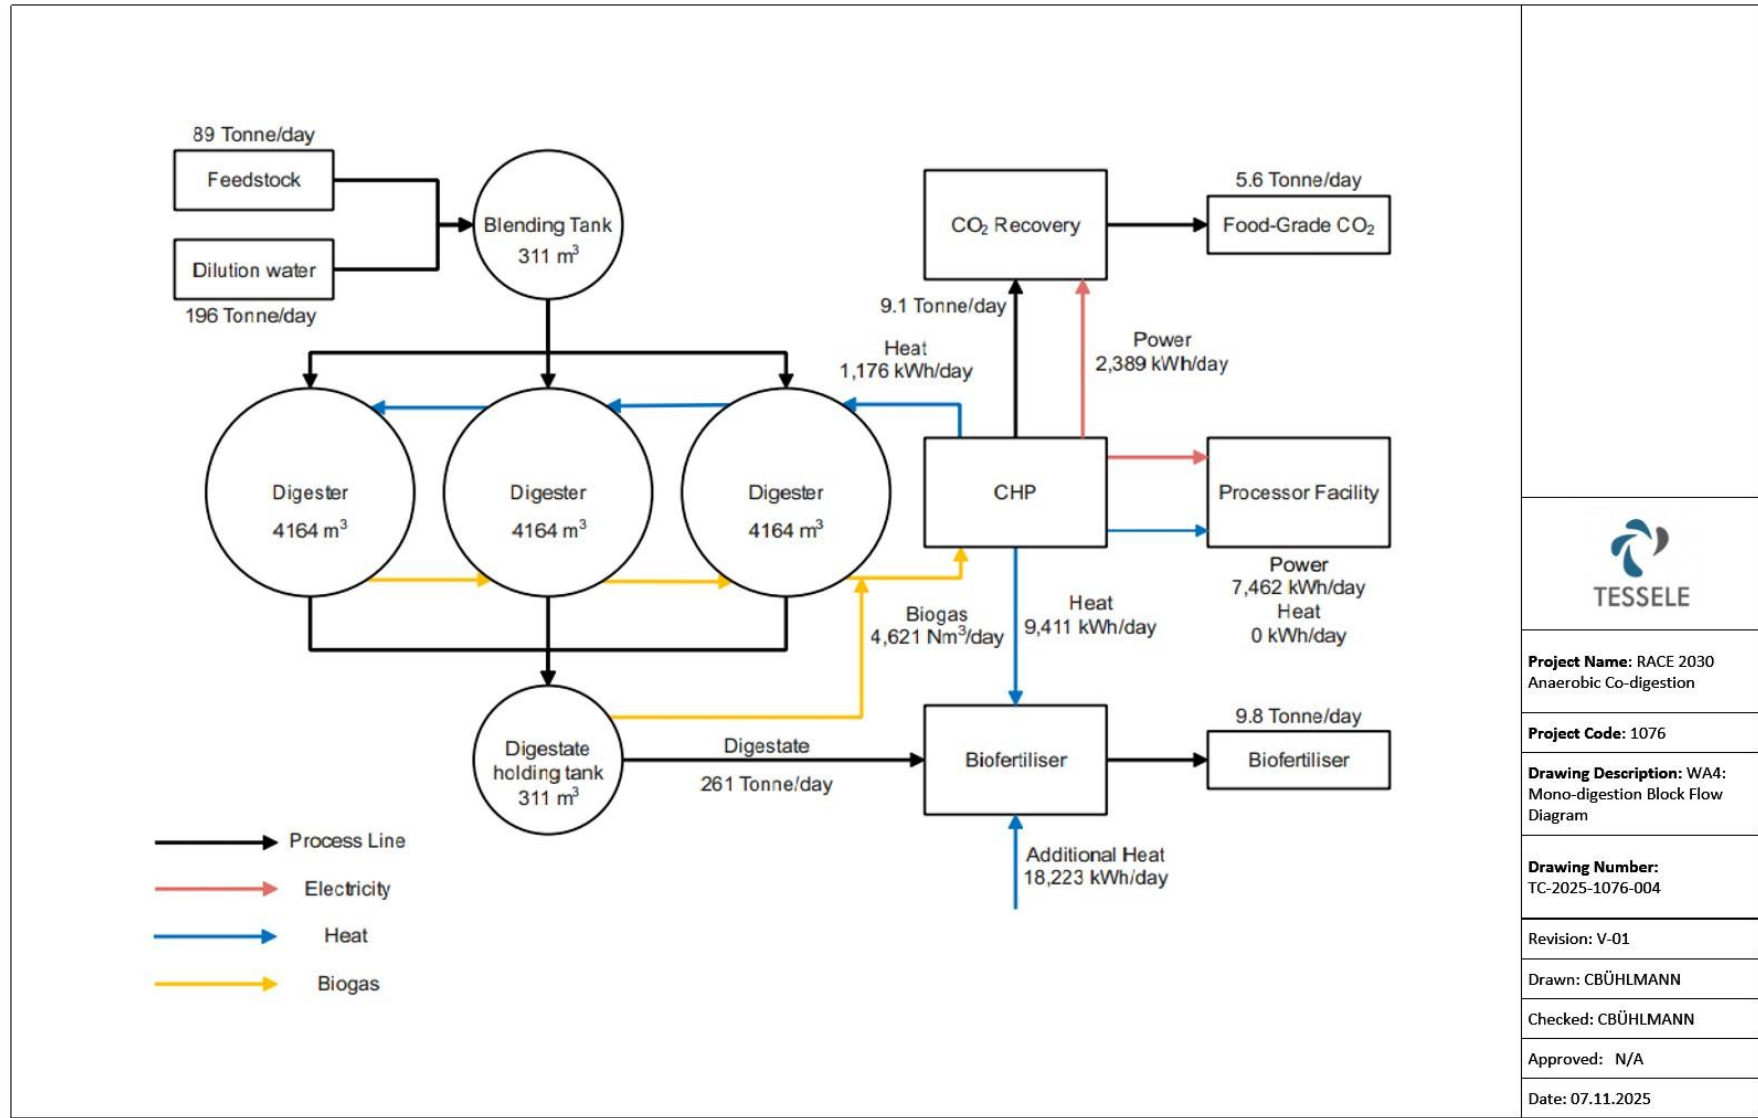 89 Tonne/day
Feedstock
Dilution water
196 Tonne/day
Blending Tank
311 m³
Digester
4164 m³
Digester
4164 m³
Digester
4164 m³
Heat
1,176 kWh/day
CO₂ Recovery
5.6 Tonne/day
Food-Grade CO₂
9.1 Tonne/day
Power
2,389 kWh/day
CHP
Processor Facility
Power
7,462 kWh/day
Heat
0 kWh/day
Biogas
4,621 Nm³/day
Heat
9,411 kWh/day
Digestate
holding tank
311 m³
Digestate
261 Tonne/day
Biofertiliser
9.8 Tonne/day
Biofertiliser
Additional Heat
18,223 kWh/day
Process Line
Electricity
Heat
Biogas
TESSELE
Project Name: RACE 2030
Anaerobic Co-digestion
Project Code: 1076
Drawing Description: WA4:
Mono-digestion Block Flow
Diagram
Drawing Number:
TC-2025-1076-004
Revision: V-01
Drawn: CBÜHLMANN
Checked: CBÜHLMANN
Approved: N/A
Date: 07.11.2025